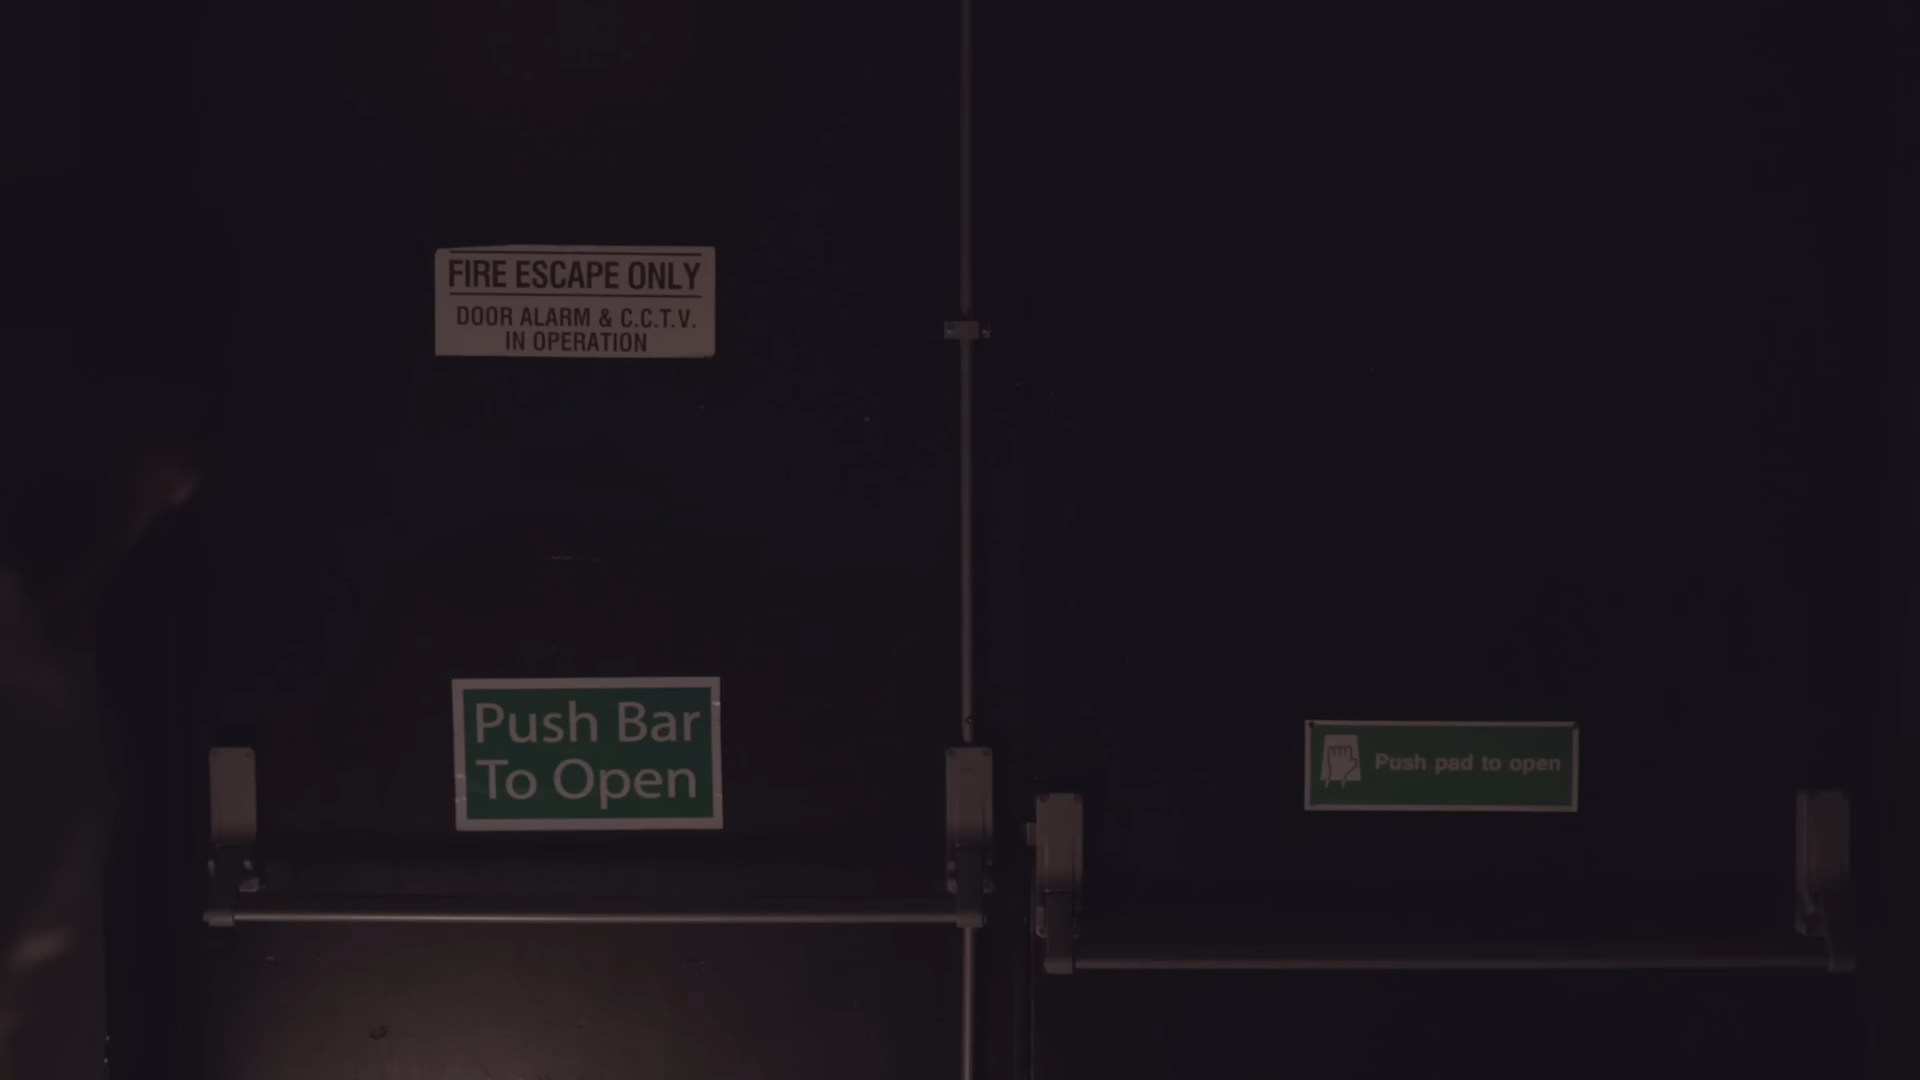 FIRE ESCAPE ONLY
DOOR ALARM & C.C.T.V.
IN OPERATION
Push Bar
To Open
Push pad to open